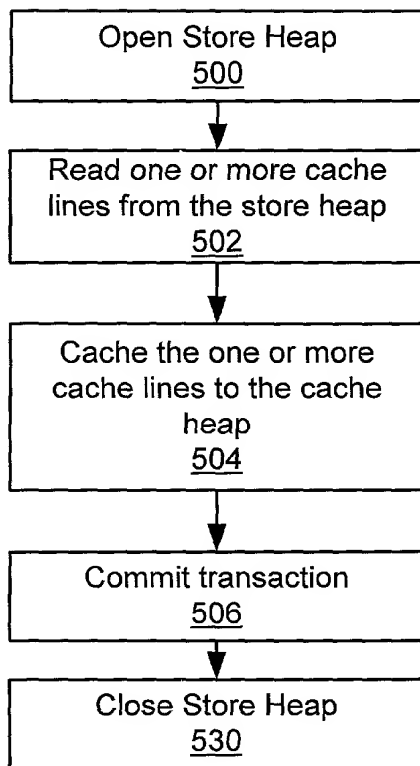 Open Store Heap
500
Read one or more cache
lines from the store heap
502
Cache the one or more
cache lines to the cache
heap
504
Commit transaction
506
Close Store Heap
530